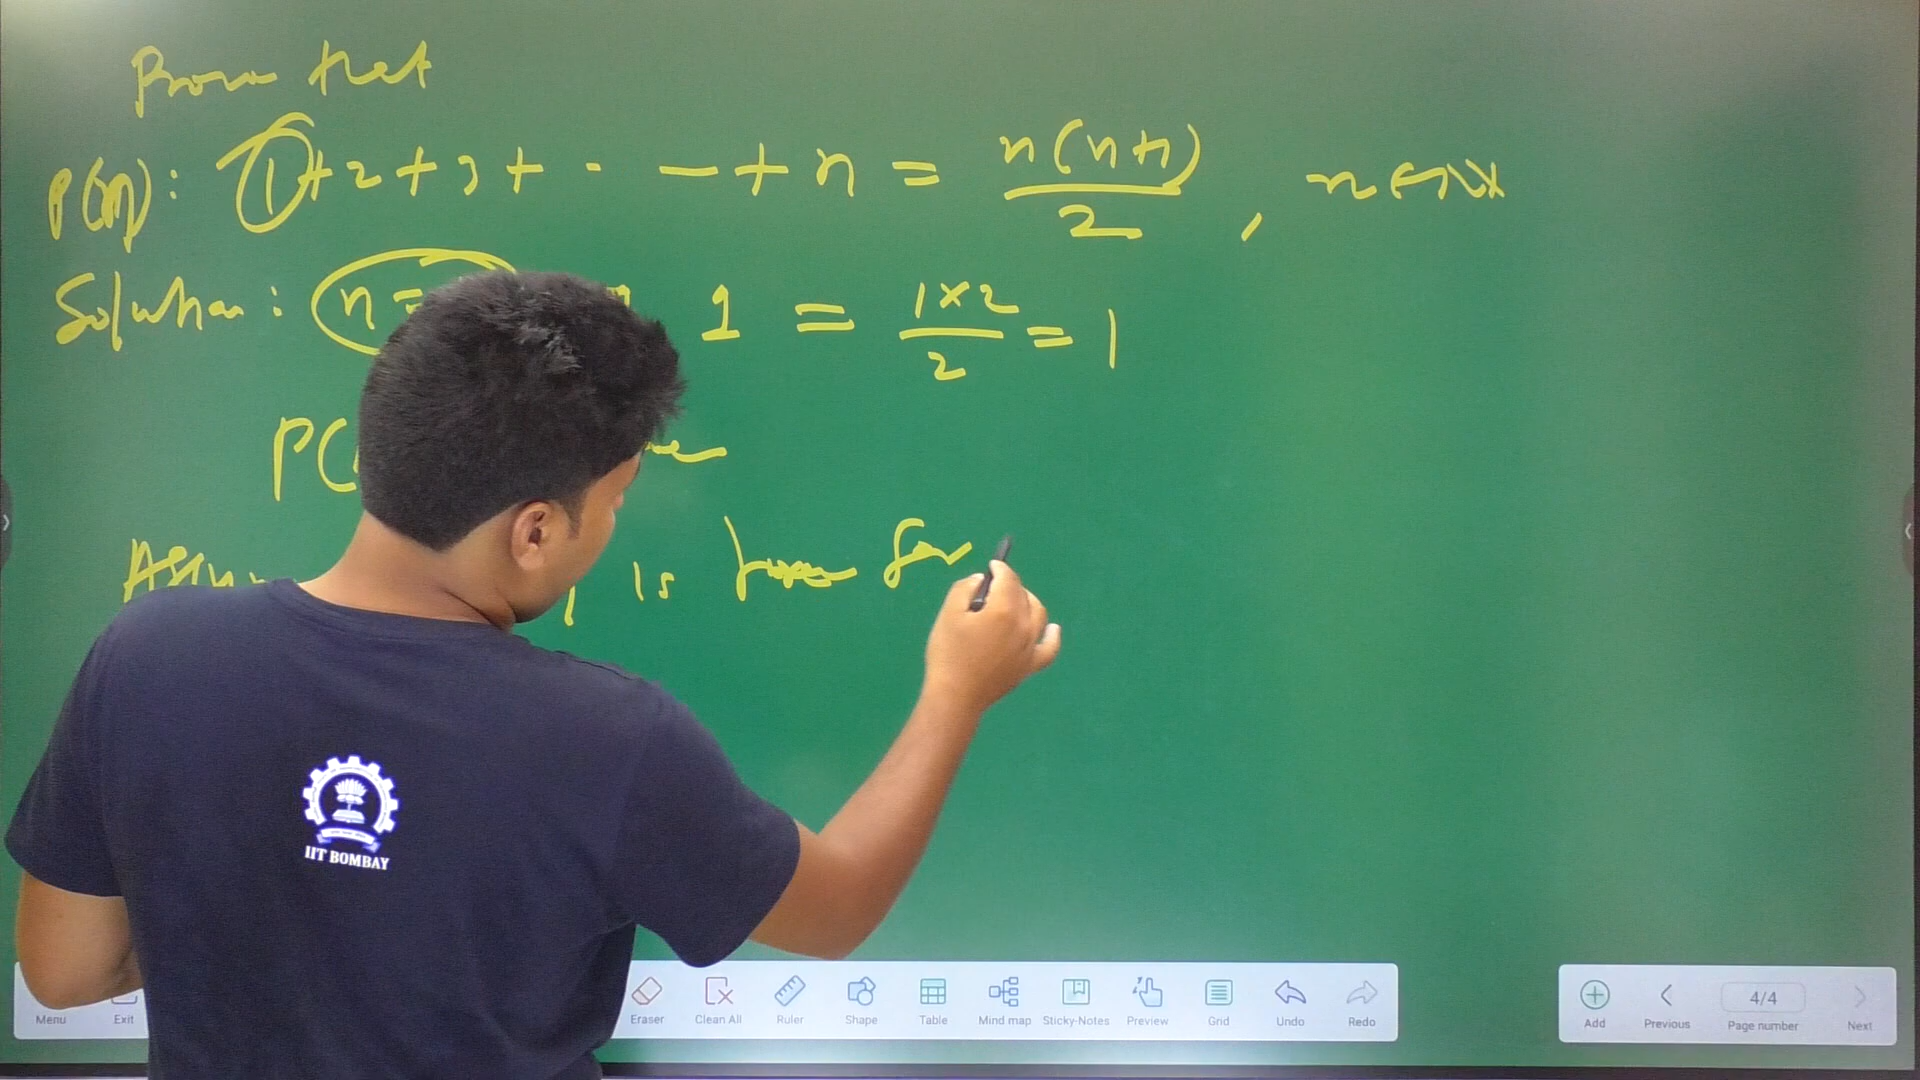 Prove that
P(n): 1+2+3+ · — + n = n(n+1)/2 , n∈IN
Solution: n= 1 = 1×2/2 = 1
P(
is true for
IIT BOMBAY
Menu Exit Eraser Clean All Ruler Shape Table Mind map Sticky-Notes Preview Grid Undo Redo Add Previous 4/4 Page number Next